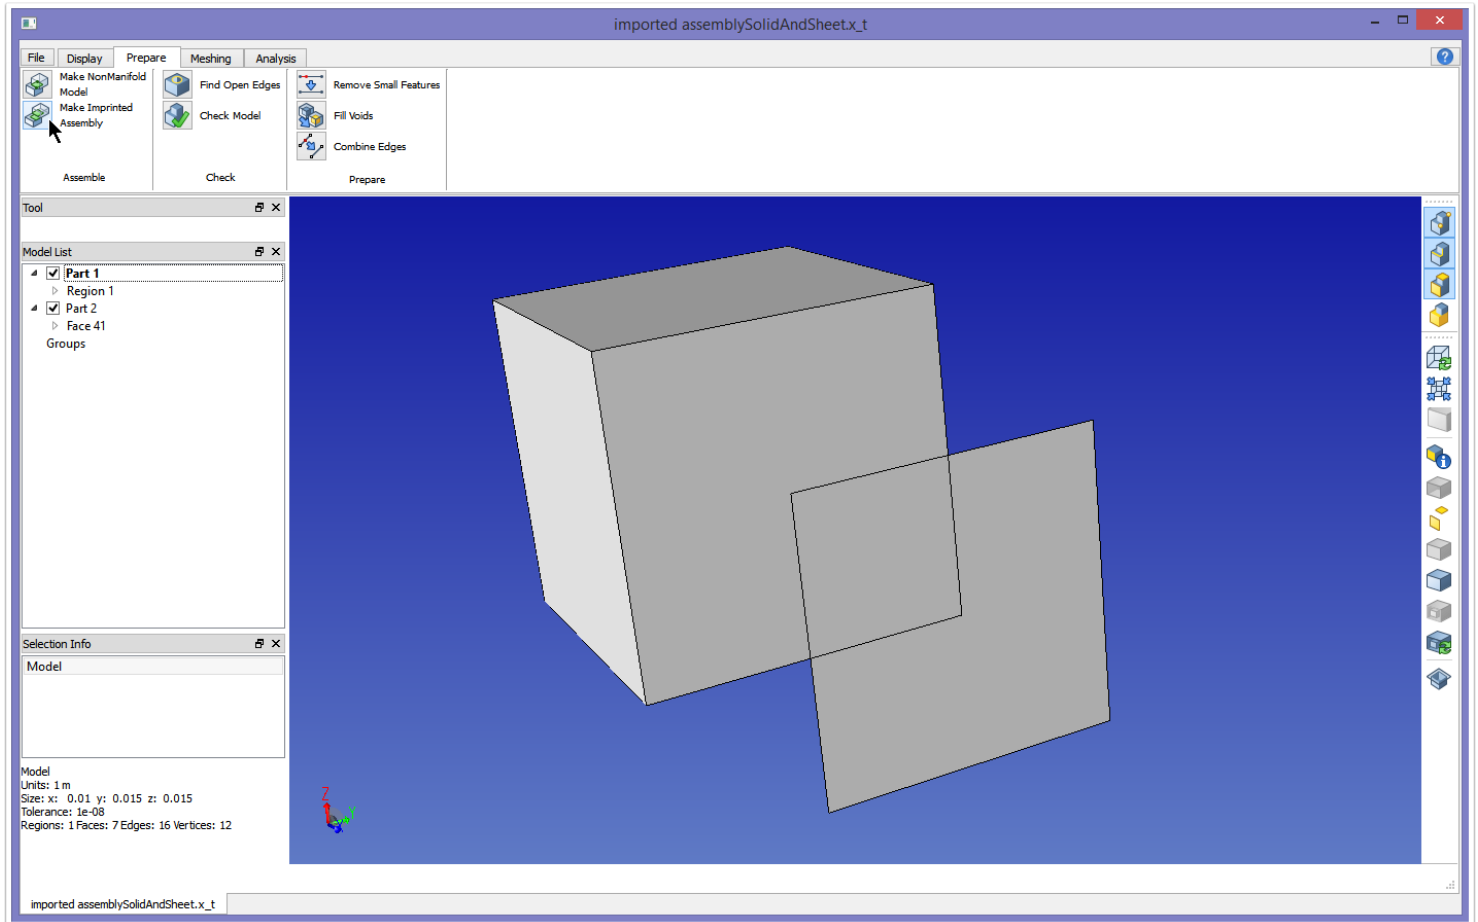 imported assemblySolidAndSheet.x_t
File Display Prepare Meshing Analysis
Make NonManifold
Model
Make Imprinted
Assembly
Assemble
Find Open Edges
Check Model
Check
Remove Small Features
Fill Voids
Combine Edges
Prepare
Tool
Model List
Part 1
Region 1
Part 2
Face 41
Groups
Selection Info
Model
Model
Units: 1 m
Size: x: 0.01 y: 0.015 z: 0.015
Tolerance: 1e-08
Regions: 1 Faces: 7 Edges: 16 Vertices: 12
Z
Y
imported assemblySolidAndSheet.x_t